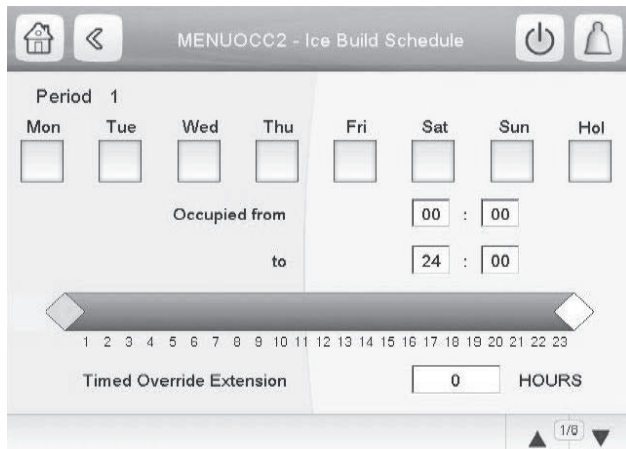 MENUOCC2 - Ice Build Schedule
Period 1
Mon Tue Wed Thu Fri Sat Sun Hol
Occupied from 00 : 00
to 24 : 00
1 2 3 4 5 6 7 8 9 10 11 12 13 14 15 16 17 18 19 20 21 22 23
Timed Override Extension 0 HOURS
1/8